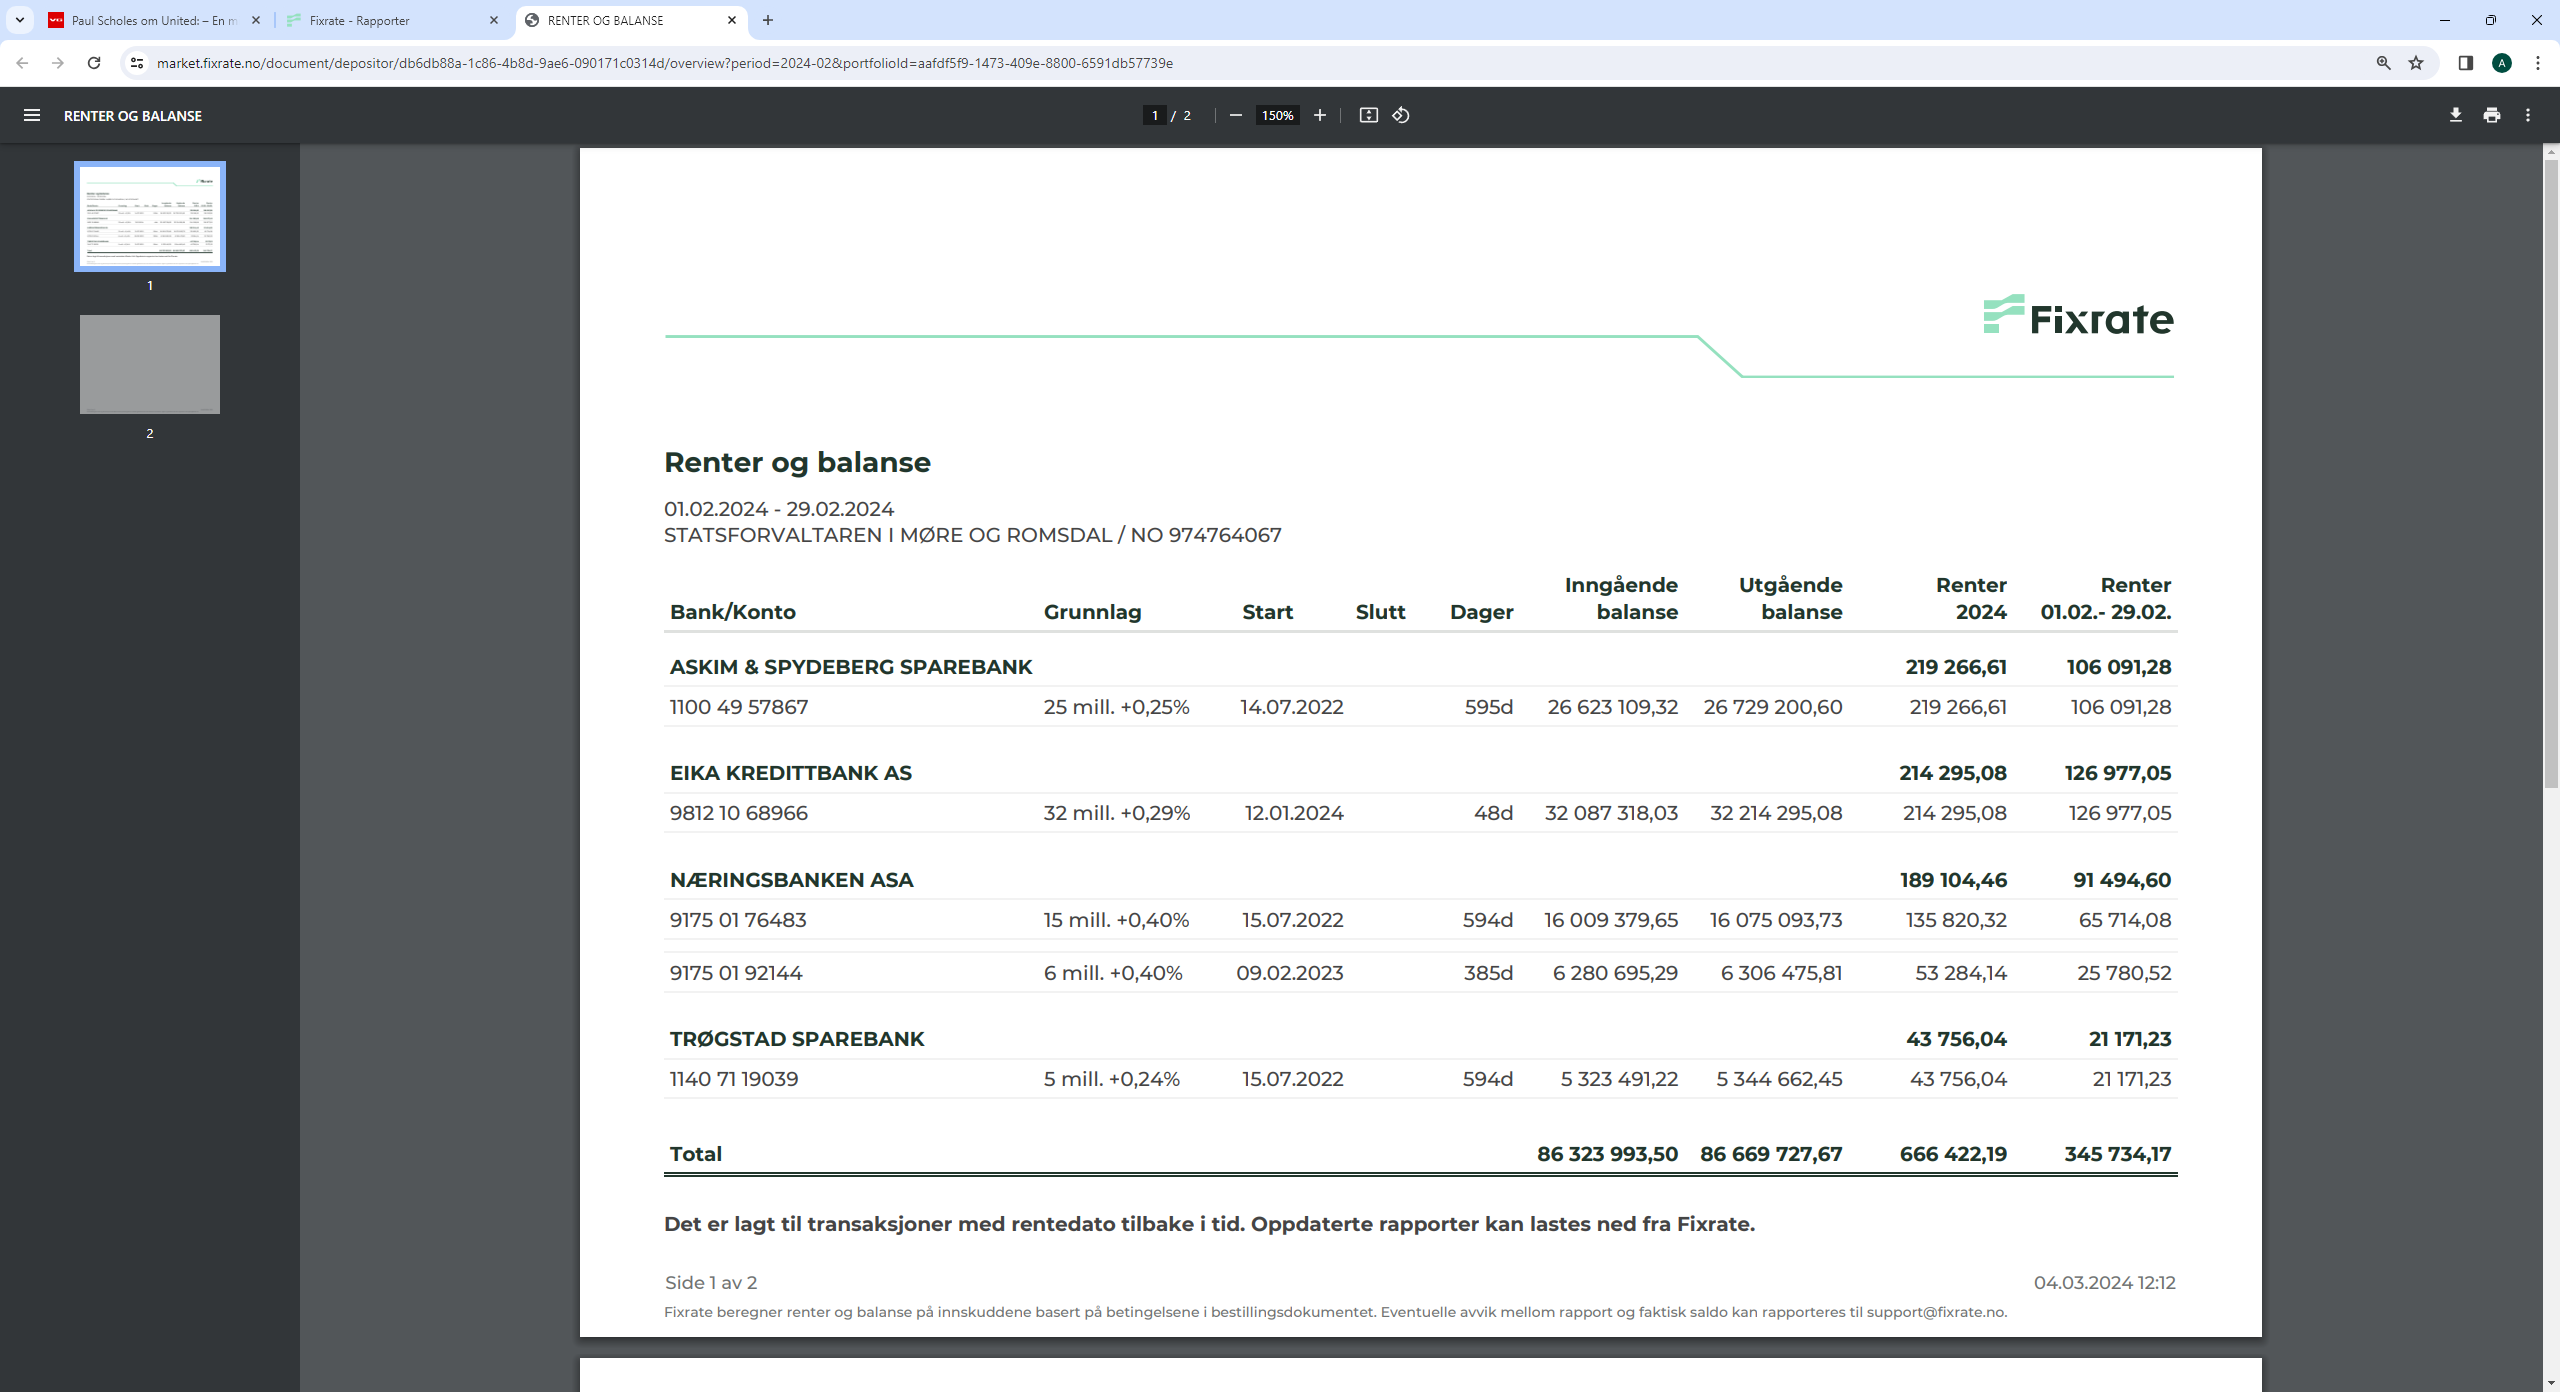 Paul Scholes om United: – En m
Fixrate - Rapporter
RENTER OG BALANSE
market.fixrate.no/document/depositor/db6db88a-1c86-4b8d-9ae6-090171c0314d/overview?period=2024-02&portfolioId=aafdf5f9-1473-409e-8800-6591db57739e
A
RENTER OG BALANSE
1 / 2
150%
1
2
Fixrate
Renter og balanse
01.02.2024 - 29.02.2024
STATSFORVALTAREN I MØRE OG ROMSDAL / NO 974764067
Inngående Utgående Renter Renter
Bank/Konto Grunnlag Start Slutt Dager balanse balanse 2024 01.02.- 29.02.
ASKIM & SPYDEBERG SPAREBANK 219 266,61 106 091,28
1100 49 57867 25 mill. +0,25% 14.07.2022 595d 26 623 109,32 26 729 200,60 219 266,61 106 091,28
EIKA KREDITTBANK AS 214 295,08 126 977,05
9812 10 68966 32 mill. +0,29% 12.01.2024 48d 32 087 318,03 32 214 295,08 214 295,08 126 977,05
NÆRINGSBANKEN ASA 189 104,46 91 494,60
9175 01 76483 15 mill. +0,40% 15.07.2022 594d 16 009 379,65 16 075 093,73 135 820,32 65 714,08
9175 01 92144 6 mill. +0,40% 09.02.2023 385d 6 280 695,29 6 306 475,81 53 284,14 25 780,52
TRØGSTAD SPAREBANK 43 756,04 21 171,23
1140 71 19039 5 mill. +0,24% 15.07.2022 594d 5 323 491,22 5 344 662,45 43 756,04 21 171,23
Total 86 323 993,50 86 669 727,67 666 422,19 345 734,17
Det er lagt til transaksjoner med rentedato tilbake i tid. Oppdaterte rapporter kan lastes ned fra Fixrate.
Side 1 av 2 04.03.2024 12:12
Fixrate beregner renter og balanse på innskuddene basert på betingelsene i bestillingsdokumentet. Eventuelle avvik mellom rapport og faktisk saldo kan rapporteres til support@fixrate.no.